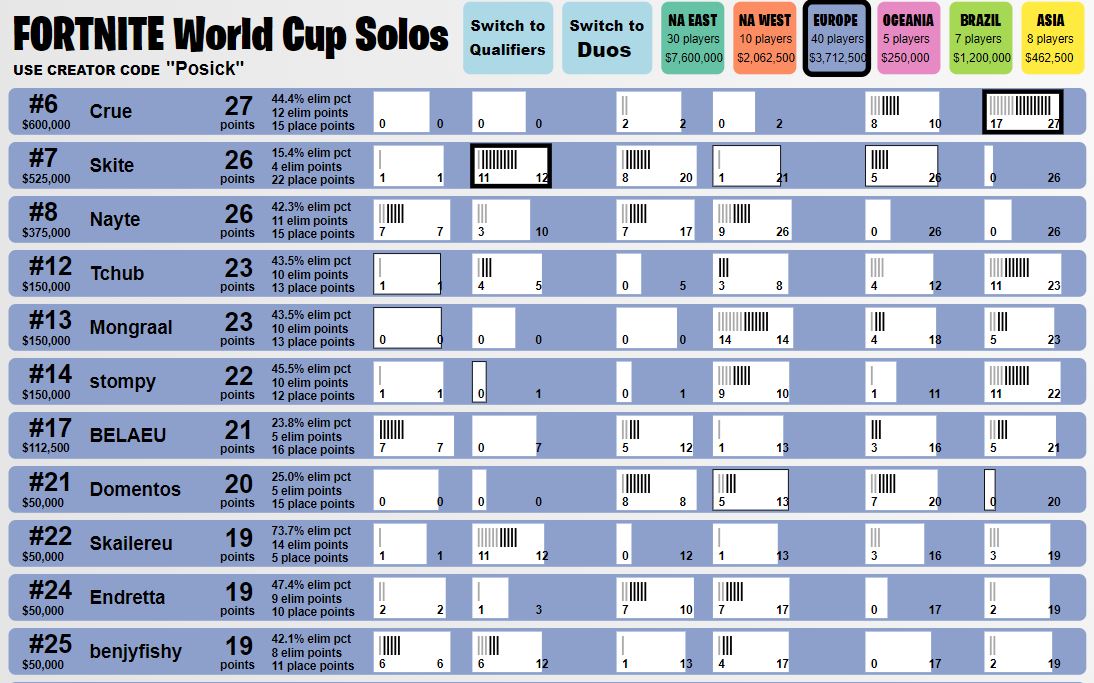 FORTNITE World Cup Solos
USE CREATOR CODE "Posick"
Switch to
Qualifiers
Switch to
Duos
NA EAST
30 players
$7,600,000
NA WEST
10 players
$2,062,500
EUROPE
40 players
$3,712,500
OCEANIA
5 players
$250,000
BRAZIL
7 players
$1,200,000
ASIA
8 players
$462,500
#6
$600,000
Crue
27
points
44.4% elim pct
12 elim points
15 place points
0 0 0 0 2 2 0 2 8 10 17 27
#7
$525,000
Skite
26
points
15.4% elim pct
4 elim points
22 place points
1 1 11 12 8 20 1 21 5 26 0 26
#8
$375,000
Nayte
26
points
42.3% elim pct
11 elim points
15 place points
7 7 3 10 7 17 9 26 0 26 0 26
#12
$150,000
Tchub
23
points
43.5% elim pct
10 elim points
13 place points
1 1 4 5 0 5 3 8 4 12 11 23
#13
$150,000
Mongraal
23
points
43.5% elim pct
10 elim points
13 place points
0 0 0 0 0 0 14 14 4 18 5 23
#14
$150,000
stompy
22
points
45.5% elim pct
10 elim points
12 place points
1 1 0 1 0 1 9 10 1 11 11 22
#17
$112,500
BELAEU
21
points
23.8% elim pct
5 elim points
16 place points
7 7 0 7 5 12 1 13 3 16 5 21
#21
$50,000
Domentos
20
points
25.0% elim pct
5 elim points
15 place points
0 0 0 0 8 8 5 13 7 20 0 20
#22
$50,000
Skailereu
19
points
73.7% elim pct
14 elim points
5 place points
1 1 11 12 0 12 1 13 3 16 3 19
#24
$50,000
Endretta
19
points
47.4% elim pct
9 elim points
10 place points
2 2 1 3 7 10 7 17 0 17 2 19
#25
$50,000
benjyfishy
19
points
42.1% elim pct
8 elim points
11 place points
6 6 6 12 1 13 4 17 0 17 2 19